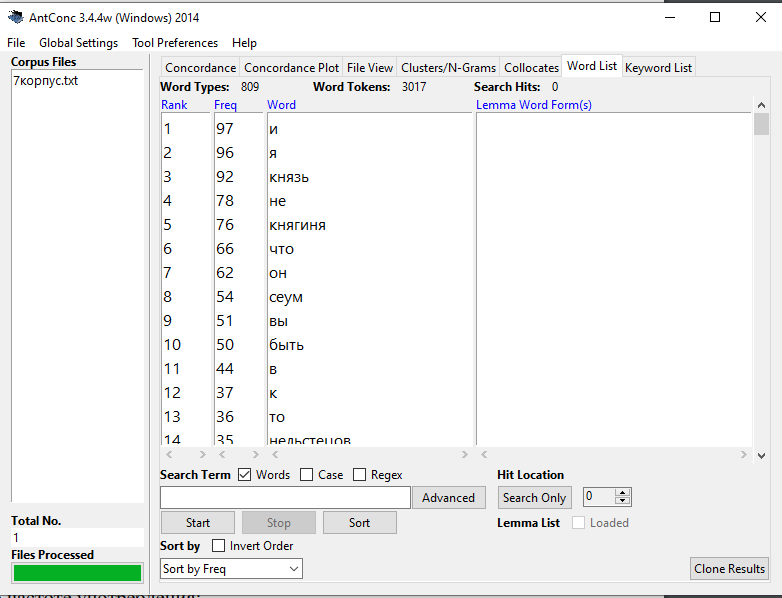 AntConc 3.4.4w (Windows) 2014
File Global Settings Tool Preferences Help
Corpus Files
7корпус.txt
Concordance Concordance Plot File View Clusters/N-Grams Collocates Word List Keyword List
Word Types: 809 Word Tokens: 3017 Search Hits: 0
Rank Freq Word Lemma Word Form(s)
1 97 и
2 96 я
3 92 князь
4 78 не
5 76 княгиня
6 66 что
7 62 он
8 54 сеум
9 51 вы
10 50 быть
11 44 в
12 37 к
13 36 то
14 35 нельстецов
Search Term Words Case Regex Hit Location
Advanced Search Only 0
Start Stop Sort Lemma List Loaded
Sort by Invert Order
Sort by Freq Clone Results
Total No.
1
Files Processed